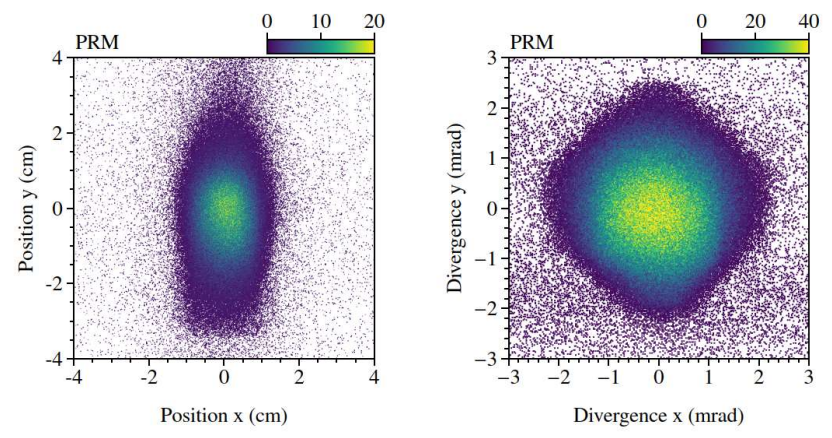 0 10 20
PRM
4
2
0
-2
-4
-4 -2 0 2 4
Position y (cm)
Position x (cm)
0 20 40
PRM
3
2
1
0
−1
−2
−3
−3 −2 −1 0 1 2 3
Divergence y (mrad)
Divergence x (mrad)